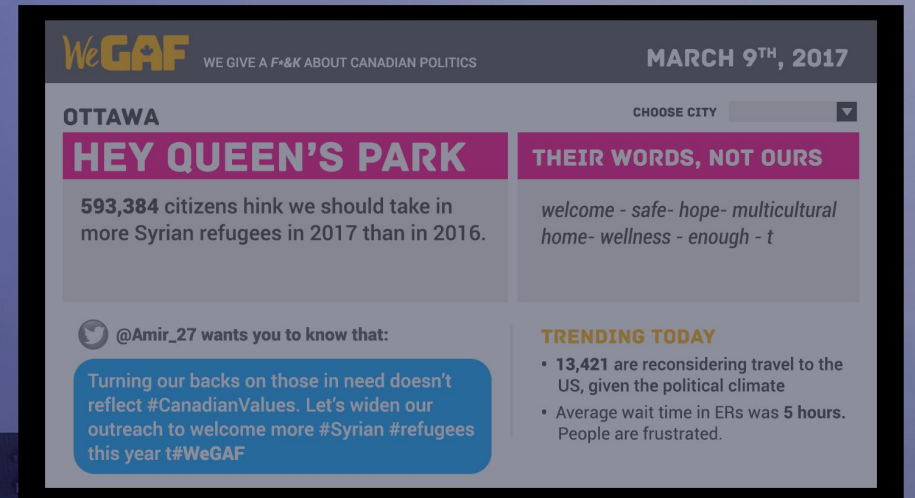 WeGAF WE GIVE A F*&K ABOUT CANADIAN POLITICS
MARCH 9TH, 2017
OTTAWA
CHOOSE CITY
HEY QUEEN'S PARK
593,384 citizens hink we should take in
more Syrian refugees in 2017 than in 2016.
THEIR WORDS, NOT OURS
welcome - safe- hope- multicultural
home- wellness - enough - t
@Amir_27 wants you to know that:
Turning our backs on those in need doesn't
reflect #CanadianValues. Let's widen our
outreach to welcome more #Syrian #refugees
this year t#WeGAF
TRENDING TODAY
• 13,421 are reconsidering travel to the
US, given the political climate
• Average wait time in ERs was 5 hours.
People are frustrated.